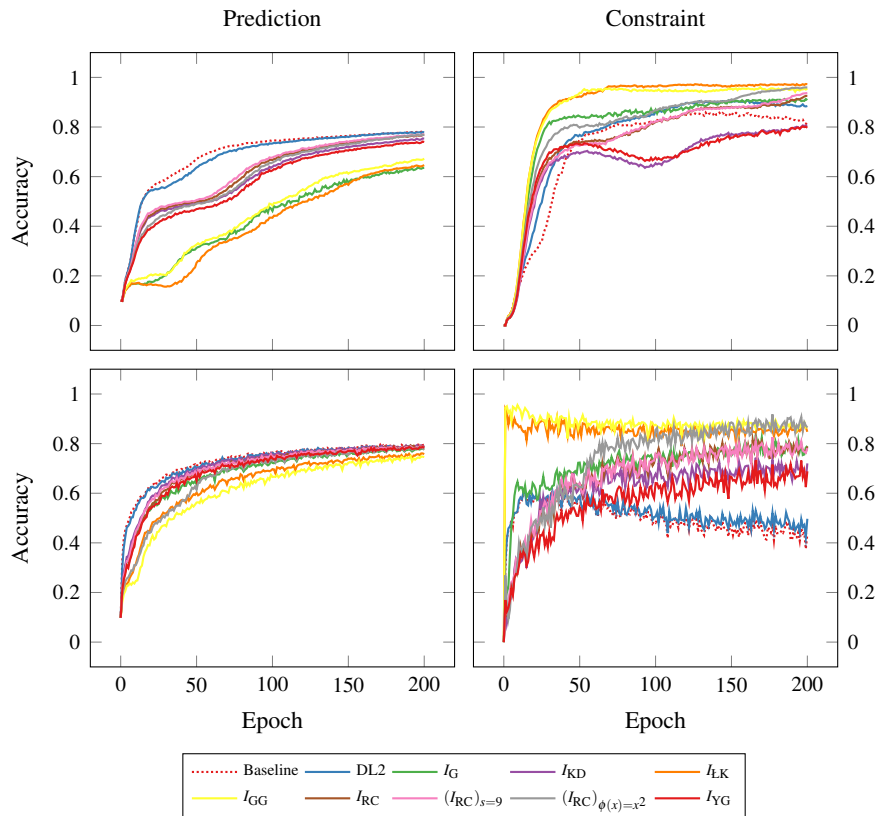 Prediction Constraint
1 1
0.8 0.8
0.6 0.6
0.4 0.4
0.2 0.2
0 0
Accuracy
1 1
0.8 0.8
0.6 0.6
0.4 0.4
0.2 0.2
0 0
Accuracy
0 50 100 150 200 0 50 100 150 200
Epoch Epoch
Baseline DL2 I_G I_KD I_ŁK
I_GG I_RC (I_RC)_{s=9} (I_RC)_{ϕ(x)=x²} I_YG